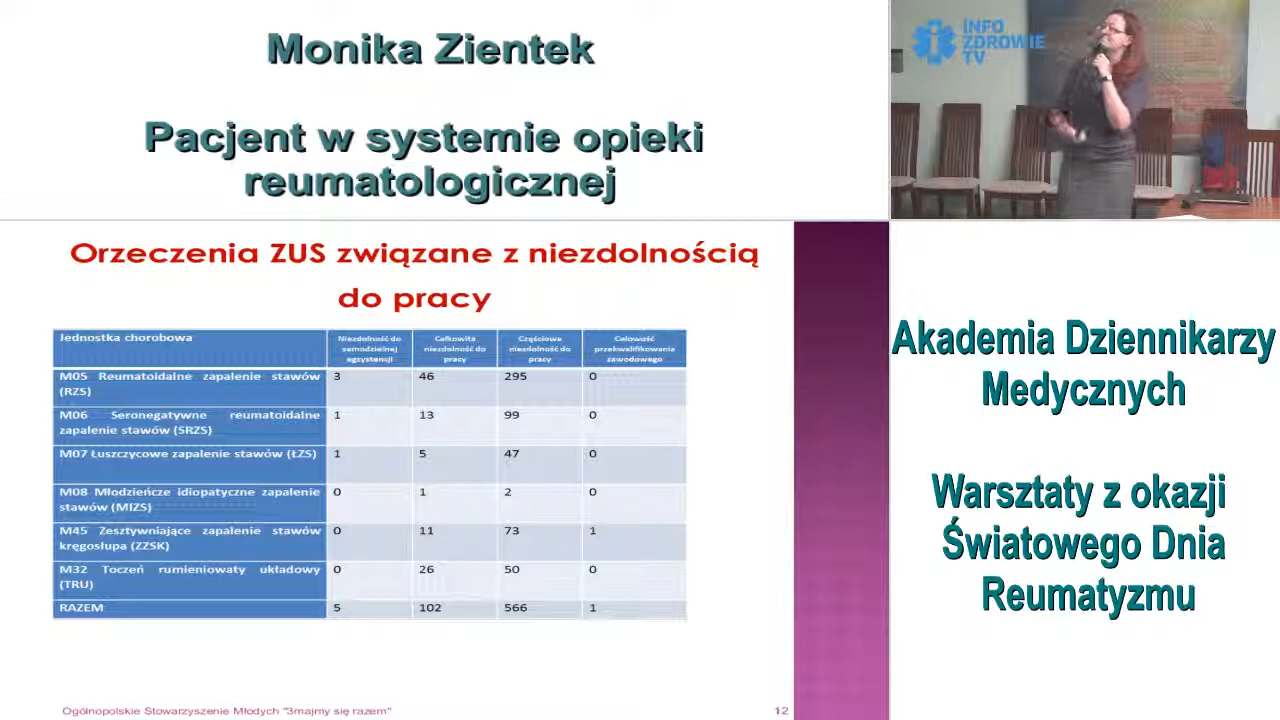 Monika Zientek
Pacjent w systemie opieki
reumatologicznej
INFO
ZDROWIE
TV
Orzeczenia ZUS związane z niezdolnością
do pracy
Jednostka chorobowa
Niezdolność do
samodzielnej
egzystencji
Całkowita
niezdolność do
pracy
Częściowa
niezdolność do
pracy
Celowość
przekwalifikowania
zawodowego
M05 Reumatoidalne zapalenie stawów
(RZS)
3 46 295 0
M06 Seronegatywne reumatoidalne
zapalenie stawów (SRZS)
1 13 99 0
M07 Łuszczycowe zapalenie stawów (ŁZS) 1 5 47 0
M08 Młodzieńcze idiopatyczne zapalenie
stawów (MIZS)
0 1 2 0
M45 Zesztywniające zapalenie stawów
kręgosłupa (ZZSK)
0 11 73 1
M32 Toczeń rumieniowaty układowy
(TRU)
0 26 50 0
RAZEM 5 102 566 1
Ogólnopolskie Stowarzyszenie Młodych "3majmy się razem"
12
Akademia Dziennikarzy
Medycznych
Warsztaty z okazji
Światowego Dnia
Reumatyzmu